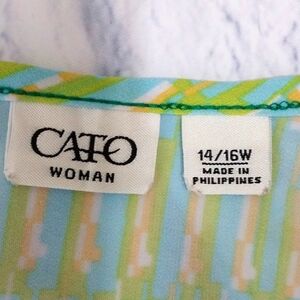 CATO
WOMAN
14/16W
MADE IN
PHILIPPINES